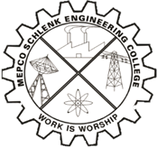 MEPCO SCHLENK ENGINEERING COLLEGE
WORK IS WORSHIP